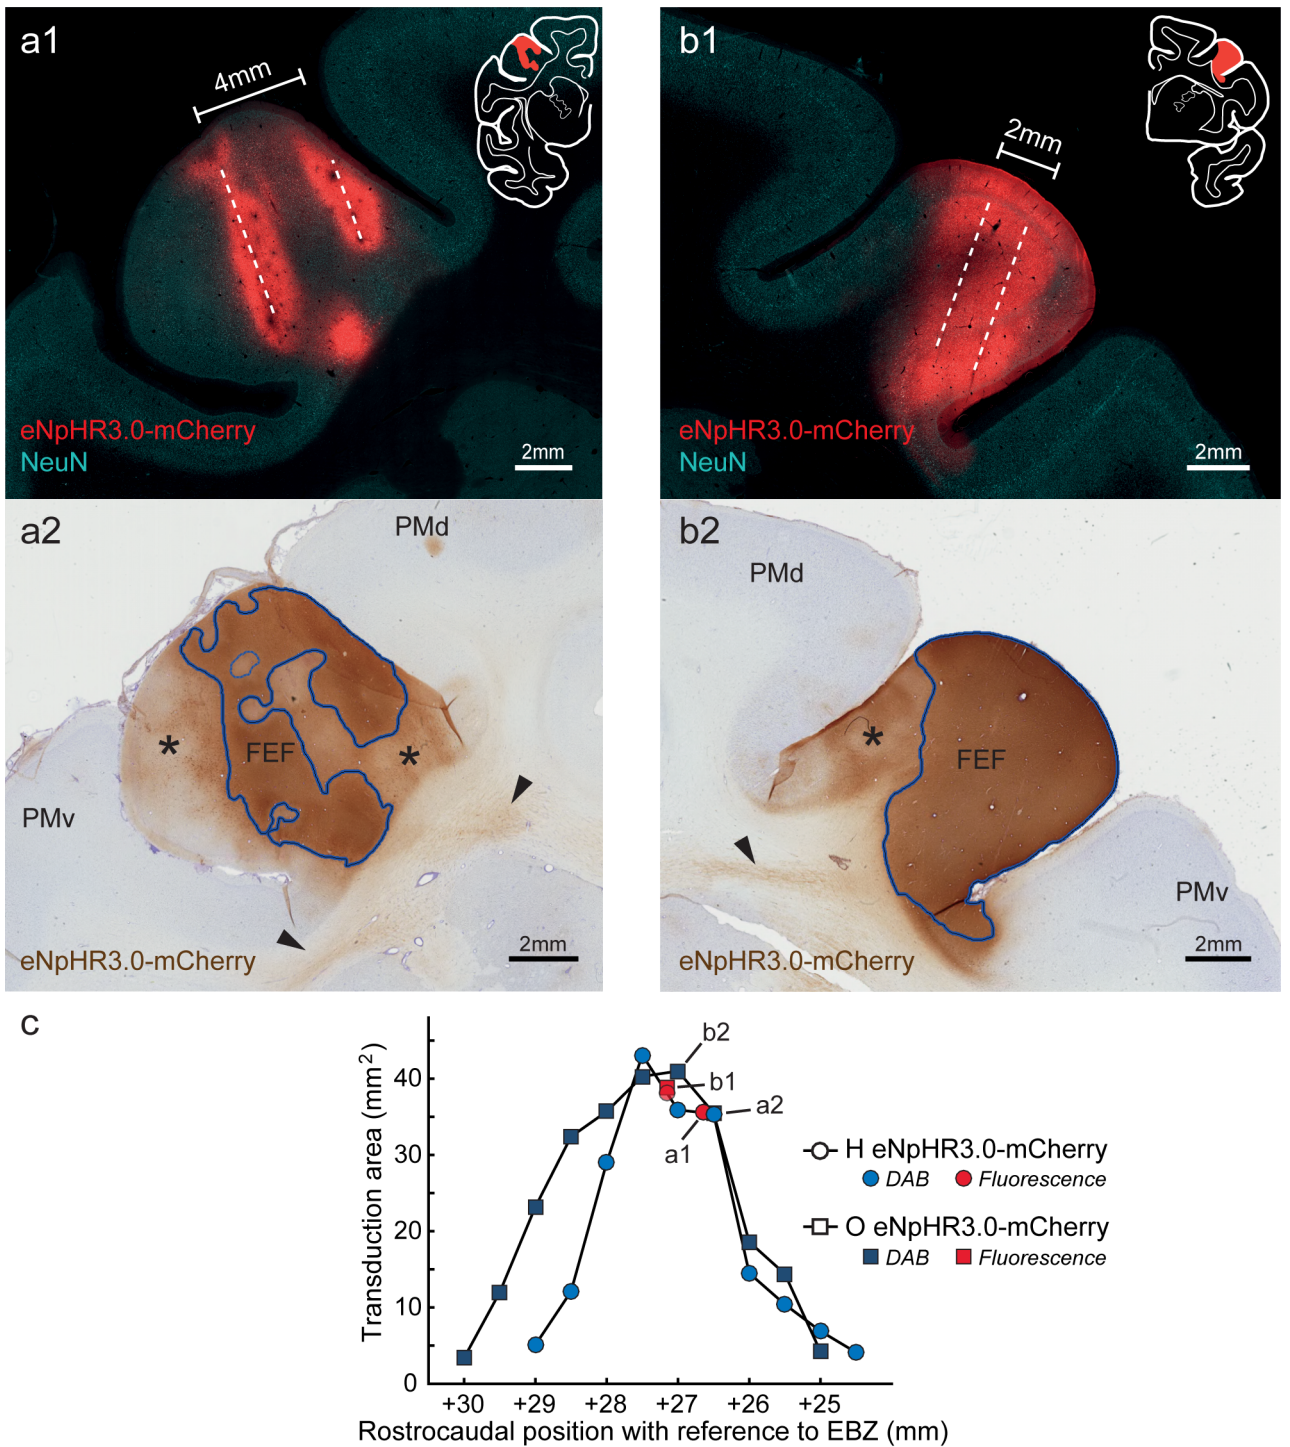 a1
4mm
eNpHR3.0-mCherry
NeuN
2mm
b1
2mm
eNpHR3.0-mCherry
NeuN
2mm
a2
PMd
*
FEF
*
PMv
eNpHR3.0-mCherry
2mm
b2
PMd
*
FEF
PMv
eNpHR3.0-mCherry
2mm
c
Transduction area (mm²)
40
30
20
10
0
b2
b1
a2
a1
H eNpHR3.0-mCherry
DAB Fluorescence
O eNpHR3.0-mCherry
DAB Fluorescence
+30 +29 +28 +27 +26 +25
Rostrocaudal position with reference to EBZ (mm)